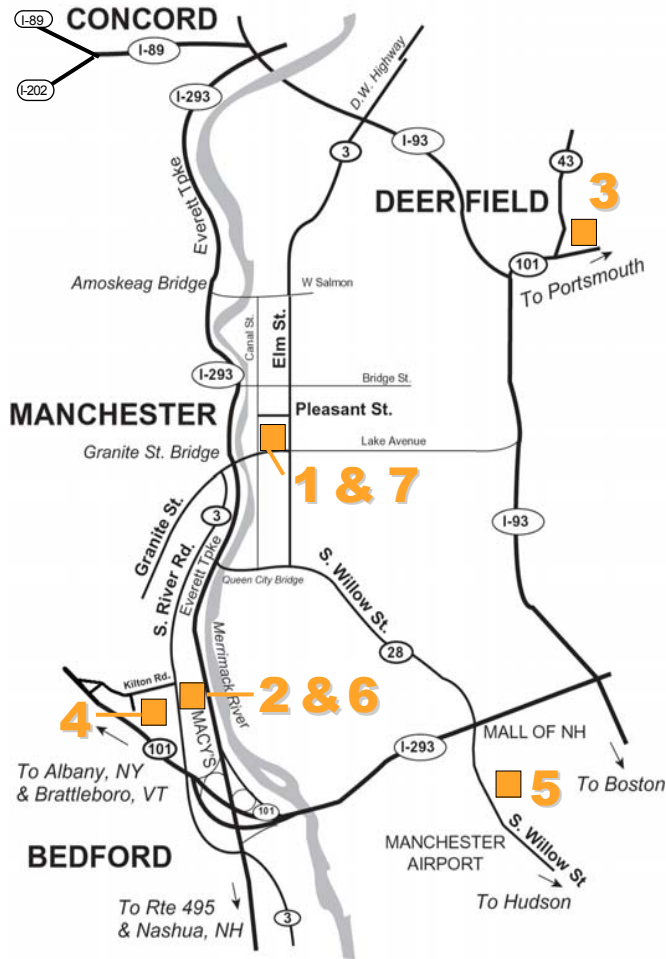 I-89
CONCORD
I-89
I-202
I-293
D.W. Highway
I-93
3
43
3
Everett Tpke
DEER FIELD
101
To Portsmouth
Amoskeag Bridge
W Salmon
Canal St.
Elm St.
I-293
Bridge St.
MANCHESTER
Pleasant St.
Granite St. Bridge
Lake Avenue
1 & 7
Granite St.
3
I-93
S. River Rd.
Everett Tpke
Queen City Bridge
S. Willow St.
28
Merrimack River
Kilton Rd.
2 & 6
4
MACY'S
101
I-293
MALL OF NH
To Albany, NY
& Brattleboro, VT
5
To Boston
101
S. Willow St
MANCHESTER
AIRPORT
BEDFORD
To Hudson
To Rte 495
& Nashua, NH
3